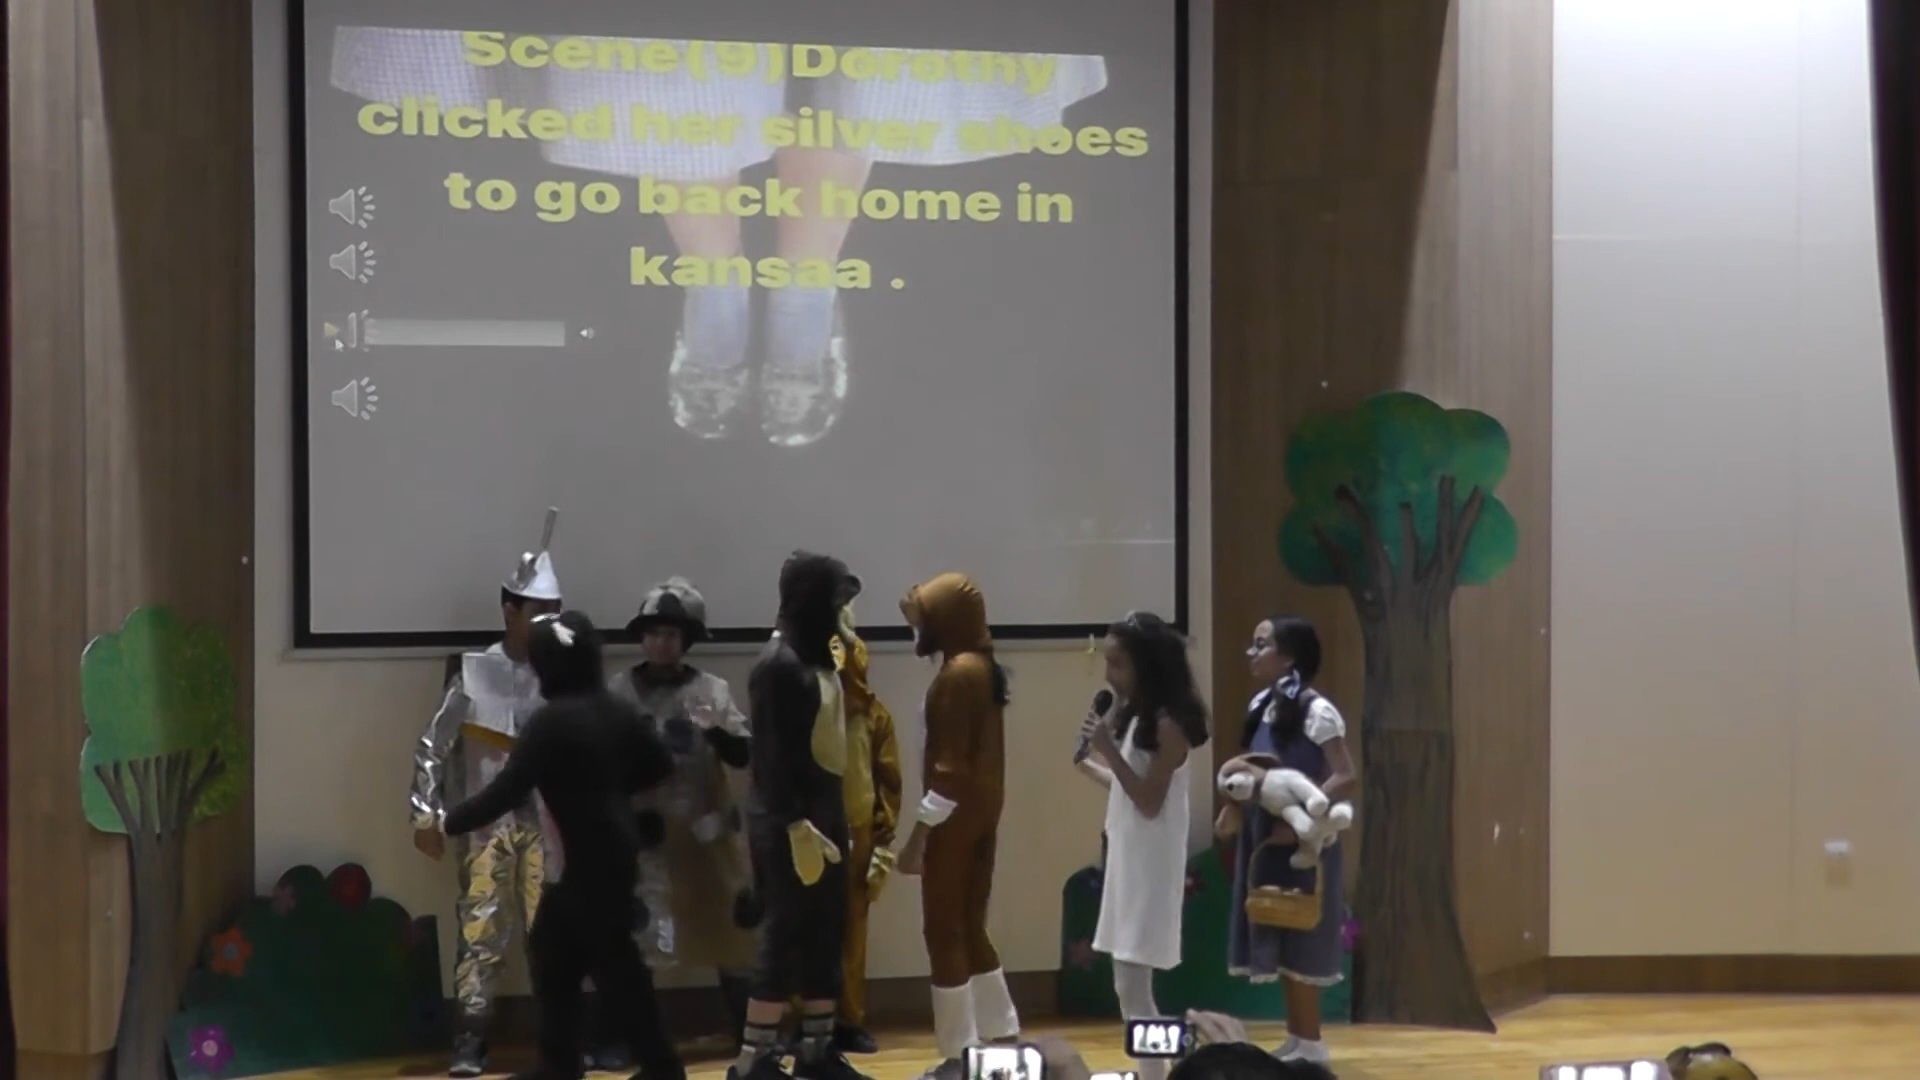 Scene(9)Dorothy
clicked her silver shoes
to go back home in
kansaa .